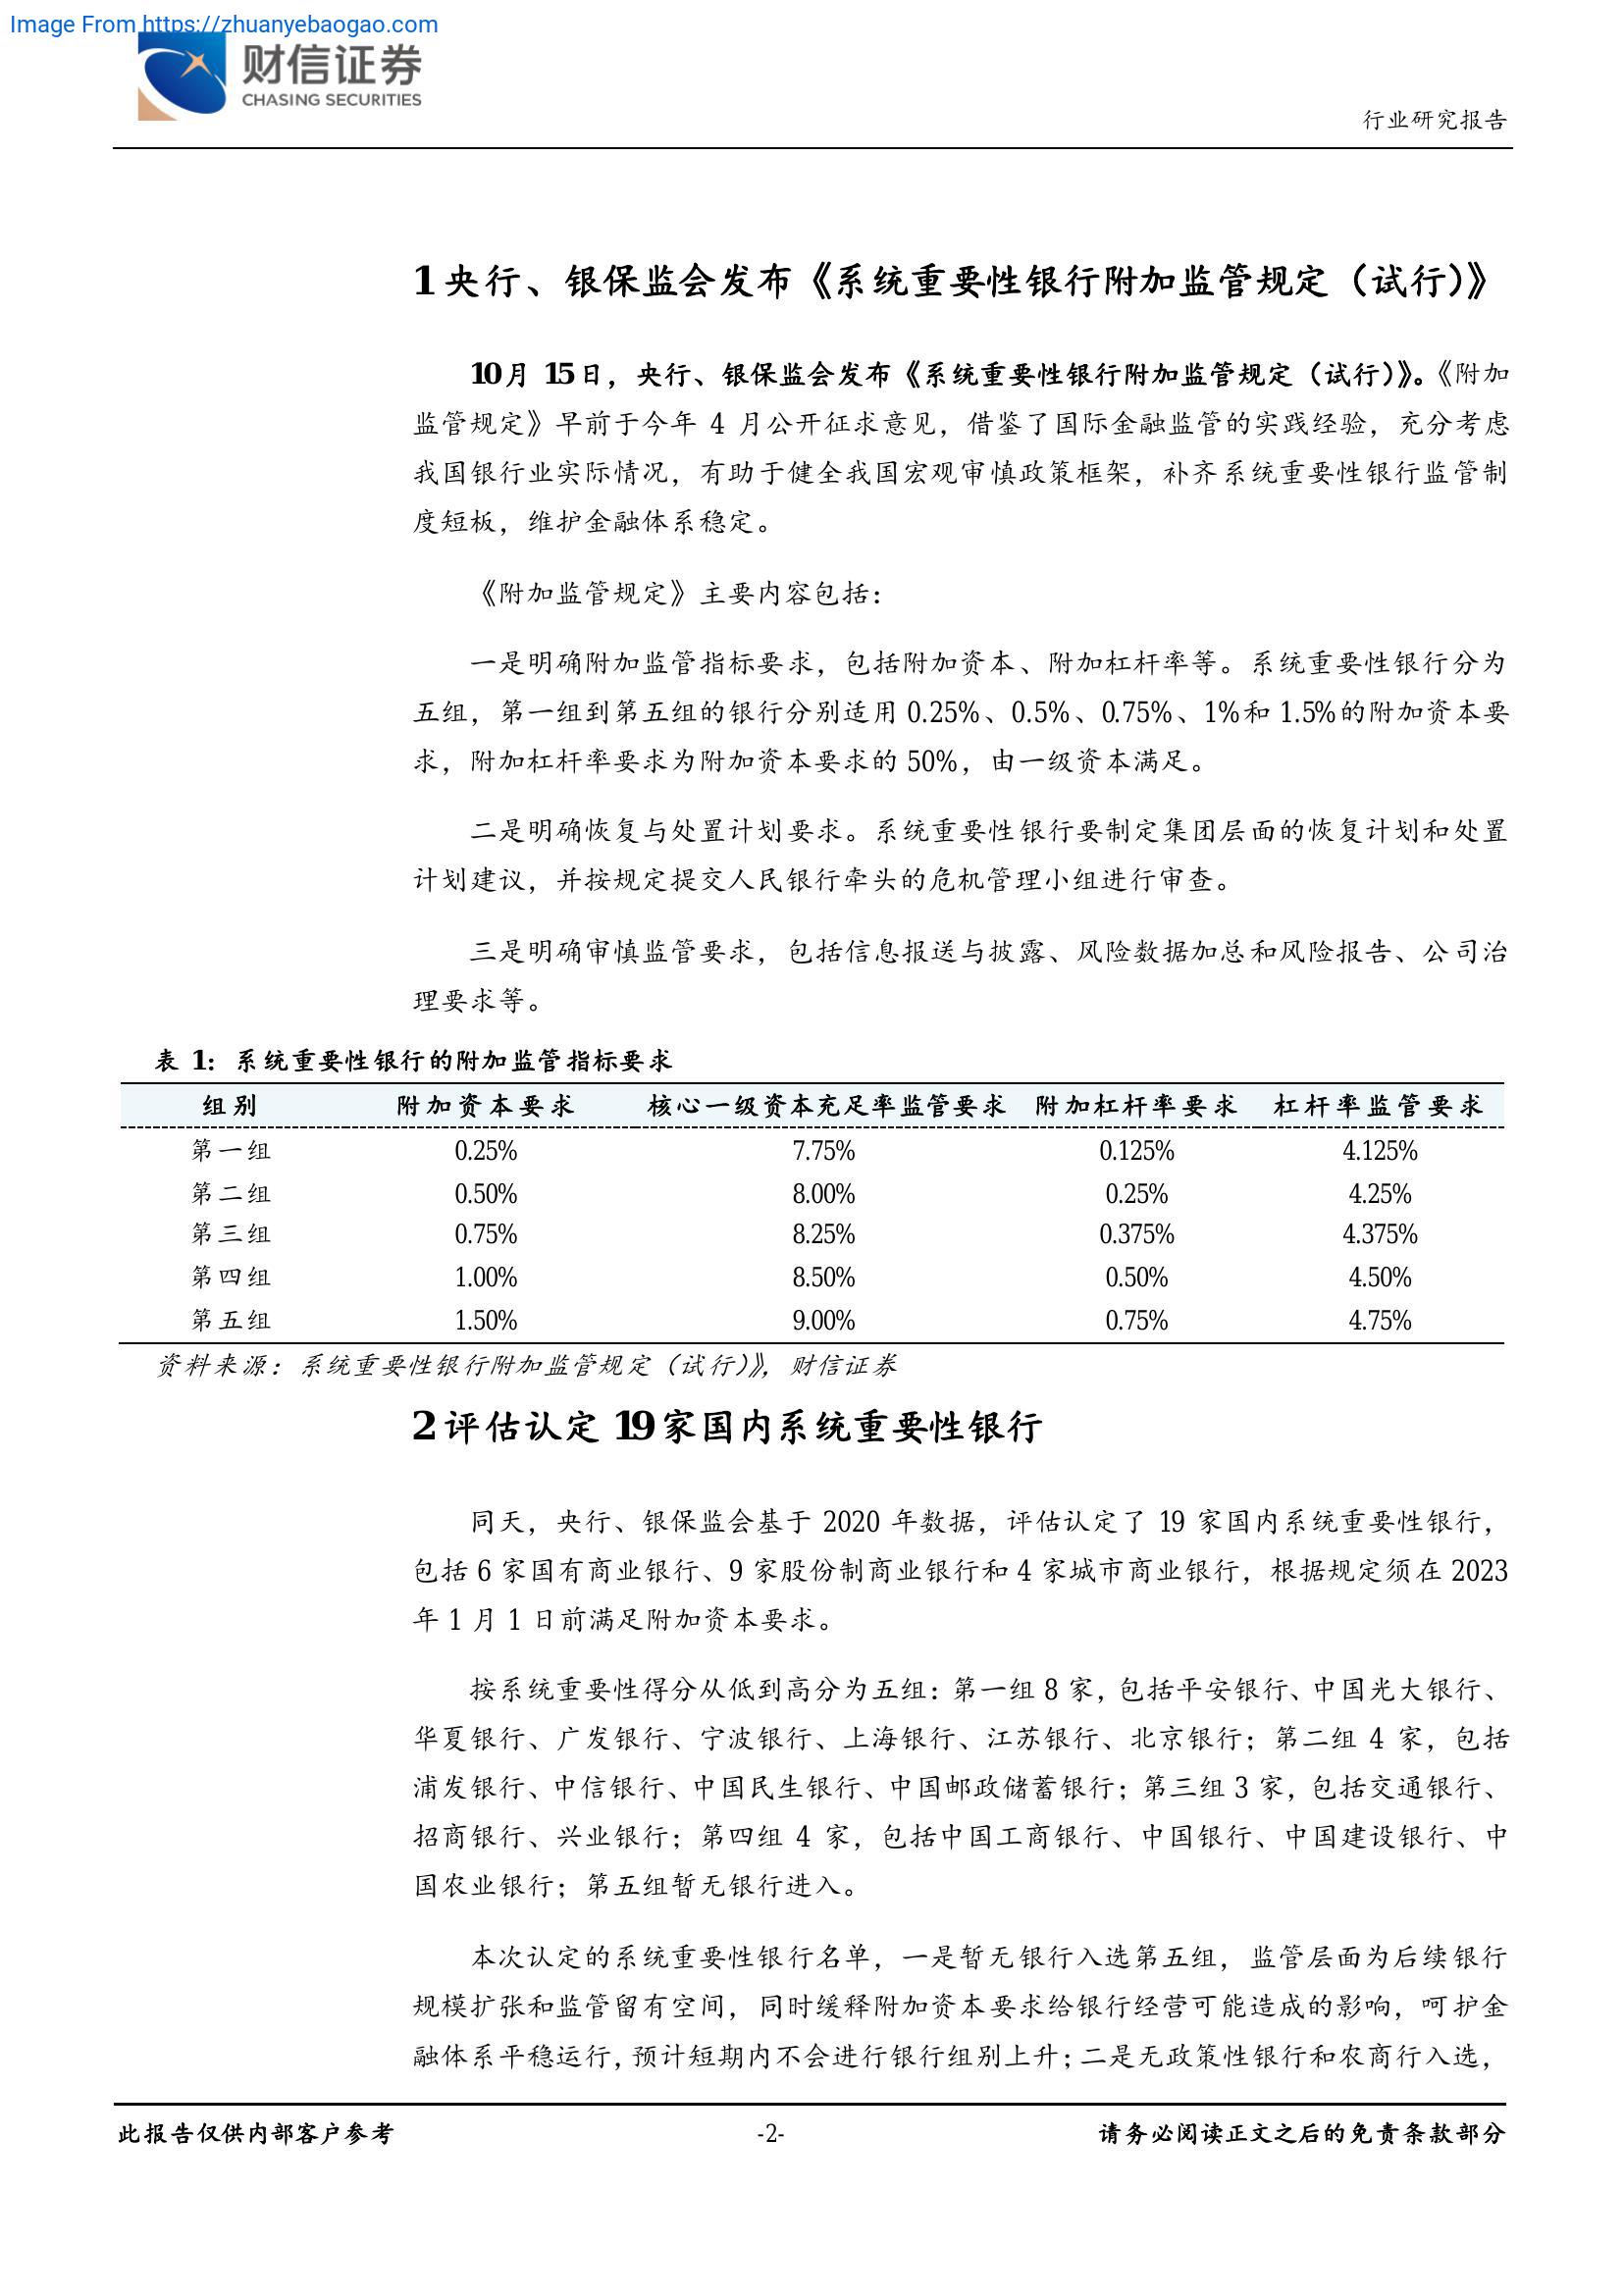 Image From https://zhuanyebaogao.com
财信证券
CHASING SECURITIES
行业研究报告
1 央行、银保监会发布《系统重要性银行附加监管规定（试行）》
10 月 15 日，央行、银保监会发布《系统重要性银行附加监管规定（试行）》。《附加
监管规定》早前于今年 4 月公开征求意见，借鉴了国际金融监管的实践经验，充分考虑
我国银行业实际情况，有助于健全我国宏观审慎政策框架，补齐系统重要性银行监管制
度短板，维护金融体系稳定。
《附加监管规定》主要内容包括：
一是明确附加监管指标要求，包括附加资本、附加杠杆率等。系统重要性银行分为
五组，第一组到第五组的银行分别适用 0.25%、0.5%、0.75%、1%和 1.5%的附加资本要
求，附加杠杆率要求为附加资本要求的 50%，由一级资本满足。
二是明确恢复与处置计划要求。系统重要性银行要制定集团层面的恢复计划和处置
计划建议，并按规定提交人民银行牵头的危机管理小组进行审查。
三是明确审慎监管要求，包括信息报送与披露、风险数据加总和风险报告、公司治
理要求等。
表 1：系统重要性银行的附加监管指标要求
组别 附加资本要求 核心一级资本充足率监管要求 附加杠杆率要求 杠杆率监管要求
第一组 0.25% 7.75% 0.125% 4.125%
第二组 0.50% 8.00% 0.25% 4.25%
第三组 0.75% 8.25% 0.375% 4.375%
第四组 1.00% 8.50% 0.50% 4.50%
第五组 1.50% 9.00% 0.75% 4.75%
资料来源：系统重要性银行附加监管规定（试行）》，财信证券
2 评估认定 19 家国内系统重要性银行
同天，央行、银保监会基于 2020 年数据，评估认定了 19 家国内系统重要性银行，
包括 6 家国有商业银行、9 家股份制商业银行和 4 家城市商业银行，根据规定须在 2023
年 1 月 1 日前满足附加资本要求。
按系统重要性得分从低到高分为五组：第一组 8 家，包括平安银行、中国光大银行、
华夏银行、广发银行、宁波银行、上海银行、江苏银行、北京银行；第二组 4 家，包括
浦发银行、中信银行、中国民生银行、中国邮政储蓄银行；第三组 3 家，包括交通银行、
招商银行、兴业银行；第四组 4 家，包括中国工商银行、中国银行、中国建设银行、中
国农业银行；第五组暂无银行进入。
本次认定的系统重要性银行名单，一是暂无银行入选第五组，监管层面为后续银行
规模扩张和监管留有空间，同时缓释附加资本要求给银行经营可能造成的影响，呵护金
融体系平稳运行，预计短期内不会进行银行组别上升；二是无政策性银行和农商行入选，
此报告仅供内部客户参考
-2-
请务必阅读正文之后的免责条款部分